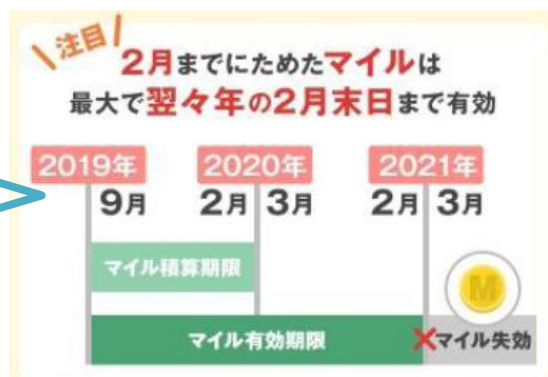 注目
2月までにためたマイルは
最大で翌々年の2月末日まで有効
2019年 2020年 2021年
9月 2月 3月 2月 3月
マイル積算期限
M
マイル有効期限 マイル失効